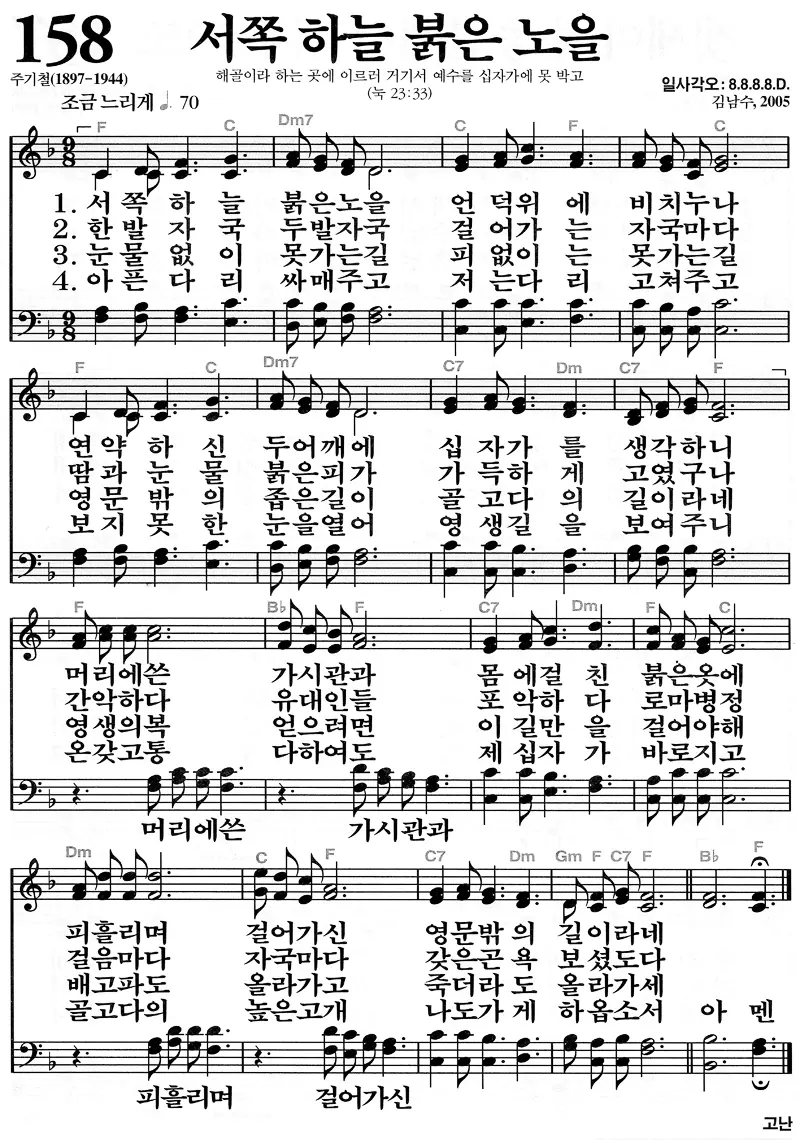 158 서쪽 하늘 붉은 노을
주기철(1897-1944)
해골이라 하는 곳에 이르러 거기서 예수를 십자가에 못 박고
(눅 23:33)
일사각오: 8.8.8.8.D.
조금 느리게 ♩. 70
김남수, 2005
F C Dm7 C F C
1. 서 쪽 하 늘 붉은노을 언 덕위 에 비치누나
2. 한 발 자 국 두발자국 걸 어가 는 자국마다
3. 눈 물 없 이 못가는길 피 없이 는 못가는길
4. 아 픈 다 리 싸매주고 저 는다 리 고쳐주고
F C Dm7 C7 Dm C7 F
연 약 하 신 두어깨에 십 자가 를 생각하니
땀 과 눈 물 붉은피가 가 득하 게 고였구나
영 문 밖 의 좁은길이 골 고다 의 길이라네
보 지 못 한 눈을열어 영 생길 을 보여주니
F B♭ F C7 Dm F C
머리에쓴 가시관과 몸 에걸 친 붉은옷에
간악하다 유대인들 포 악하 다 로마병정
영생의복 얻으려면 이 길만 을 걸어야해
온갖고통 다하여도 제 십자 가 바로지고
머리에쓴 가시관과
Dm C F C7 Dm Gm F C7 F B♭ F
피흘리며 걸어가신 영문밖 의 길이라네
걸음마다 자국마다 갖은곤 욕 보셨도다
배고파도 올라가고 죽더라 도 올라가세
골고다의 높은고개 나도가 게 하옵소서 아 멘
피흘리며 걸어가신
고난